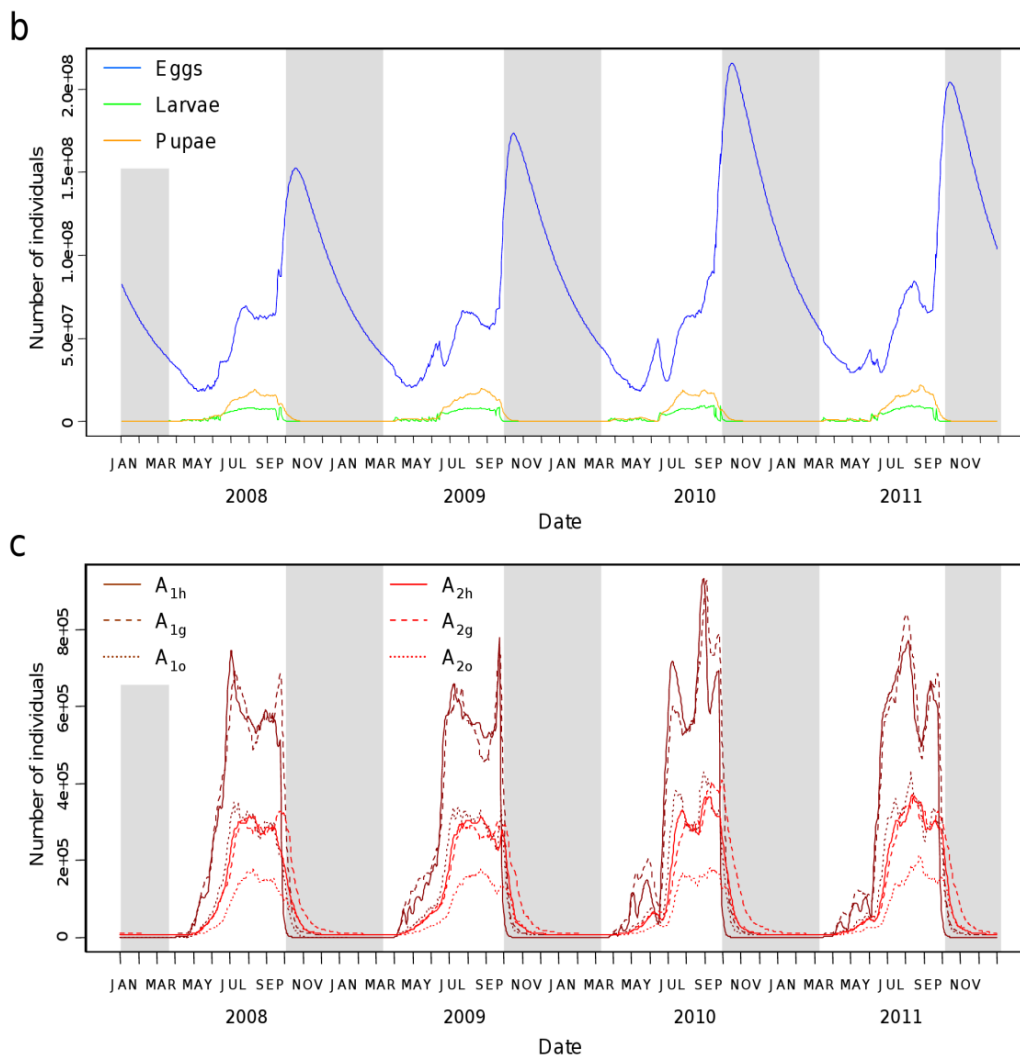 b
Eggs
Larvae
Pupae
Number of individuals
2.0e+08
1.5e+08
1.0e+08
5.0e+07
0
JAN MAR MAY JUL SEP NOV JAN MAR MAY JUL SEP NOV JAN MAR MAY JUL SEP NOV JAN MAR MAY JUL SEP NOV
2008 2009 2010 2011
Date
c
A1h A2h
A1g A2g
A1o A2o
Number of individuals
8e+05
6e+05
4e+05
2e+05
0
JAN MAR MAY JUL SEP NOV JAN MAR MAY JUL SEP NOV JAN MAR MAY JUL SEP NOV JAN MAR MAY JUL SEP NOV
2008 2009 2010 2011
Date